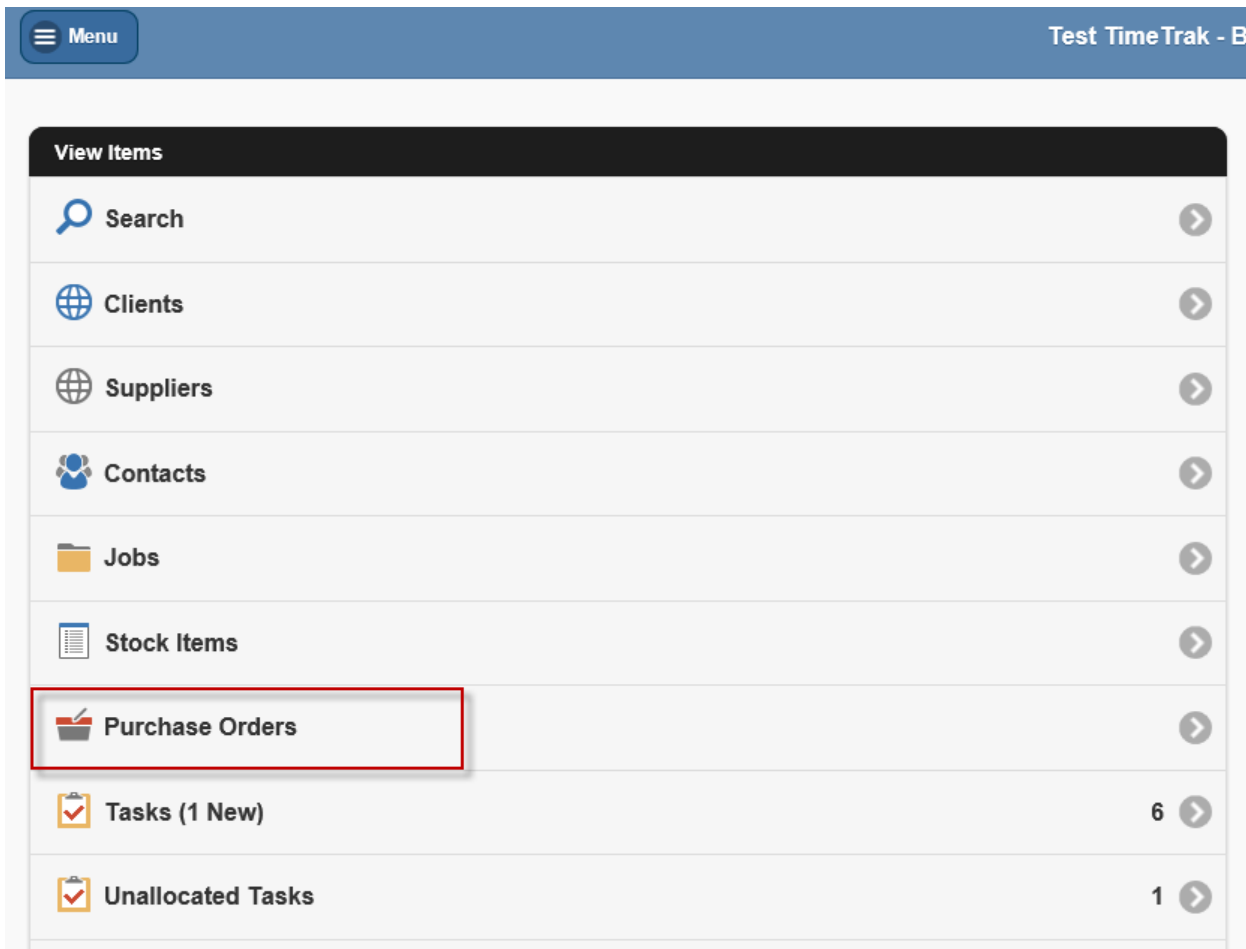 Menu
Test TimeTrak - B
View Items
Search
Clients
Suppliers
Contacts
Jobs
Stock Items
Purchase Orders
Tasks (1 New) 6
Unallocated Tasks 1